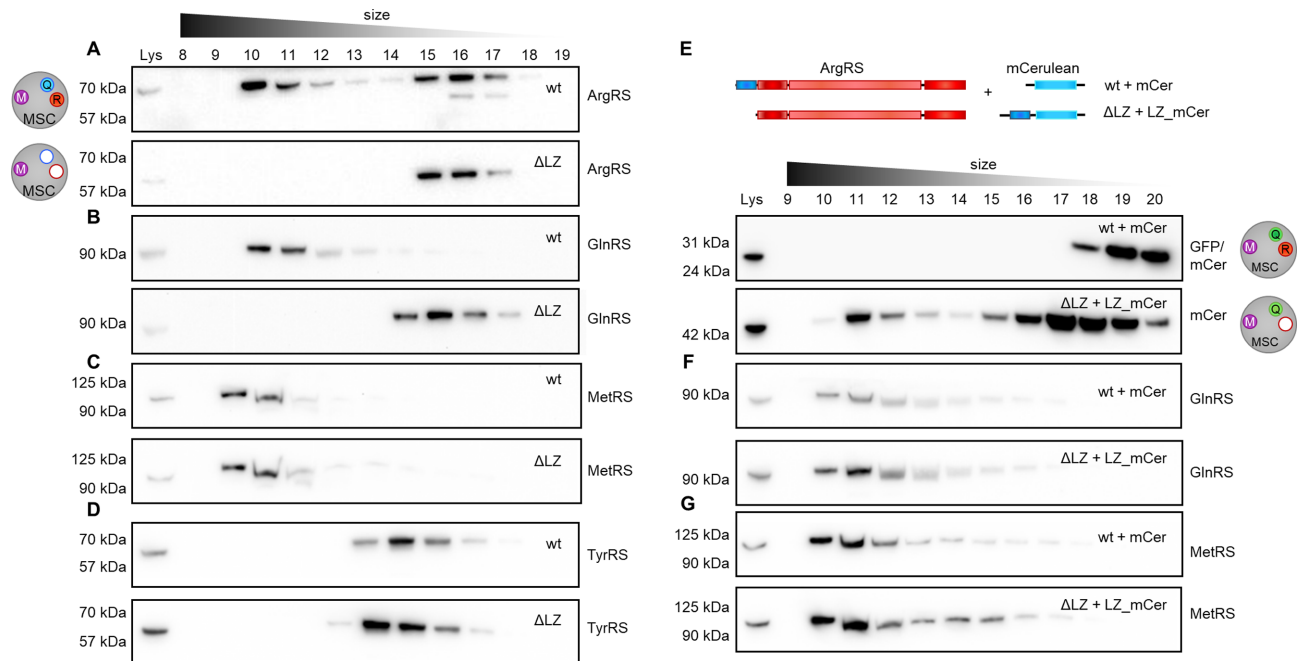 size
A
Lys 8 9 10 11 12 13 14 15 16 17 18 19
M Q R MSC
70 kDa
57 kDa
wt
ArgRS
M MSC
70 kDa
57 kDa
ΔLZ
ArgRS
B
90 kDa
wt
GlnRS
90 kDa
ΔLZ
GlnRS
C
125 kDa
90 kDa
wt
MetRS
125 kDa
90 kDa
ΔLZ
MetRS
D
70 kDa
57 kDa
wt
TyrRS
70 kDa
57 kDa
ΔLZ
TyrRS
E
ArgRS
mCerulean
+
wt + mCer
ΔLZ + LZ_mCer
size
Lys 9 10 11 12 13 14 15 16 17 18 19 20
31 kDa
24 kDa
wt + mCer
GFP/
mCer
M Q R MSC
42 kDa
ΔLZ + LZ_mCer
mCer
M Q MSC
F
90 kDa
wt + mCer
GlnRS
90 kDa
ΔLZ + LZ_mCer
GlnRS
G
125 kDa
90 kDa
wt + mCer
MetRS
125 kDa
90 kDa
ΔLZ + LZ_mCer
MetRS